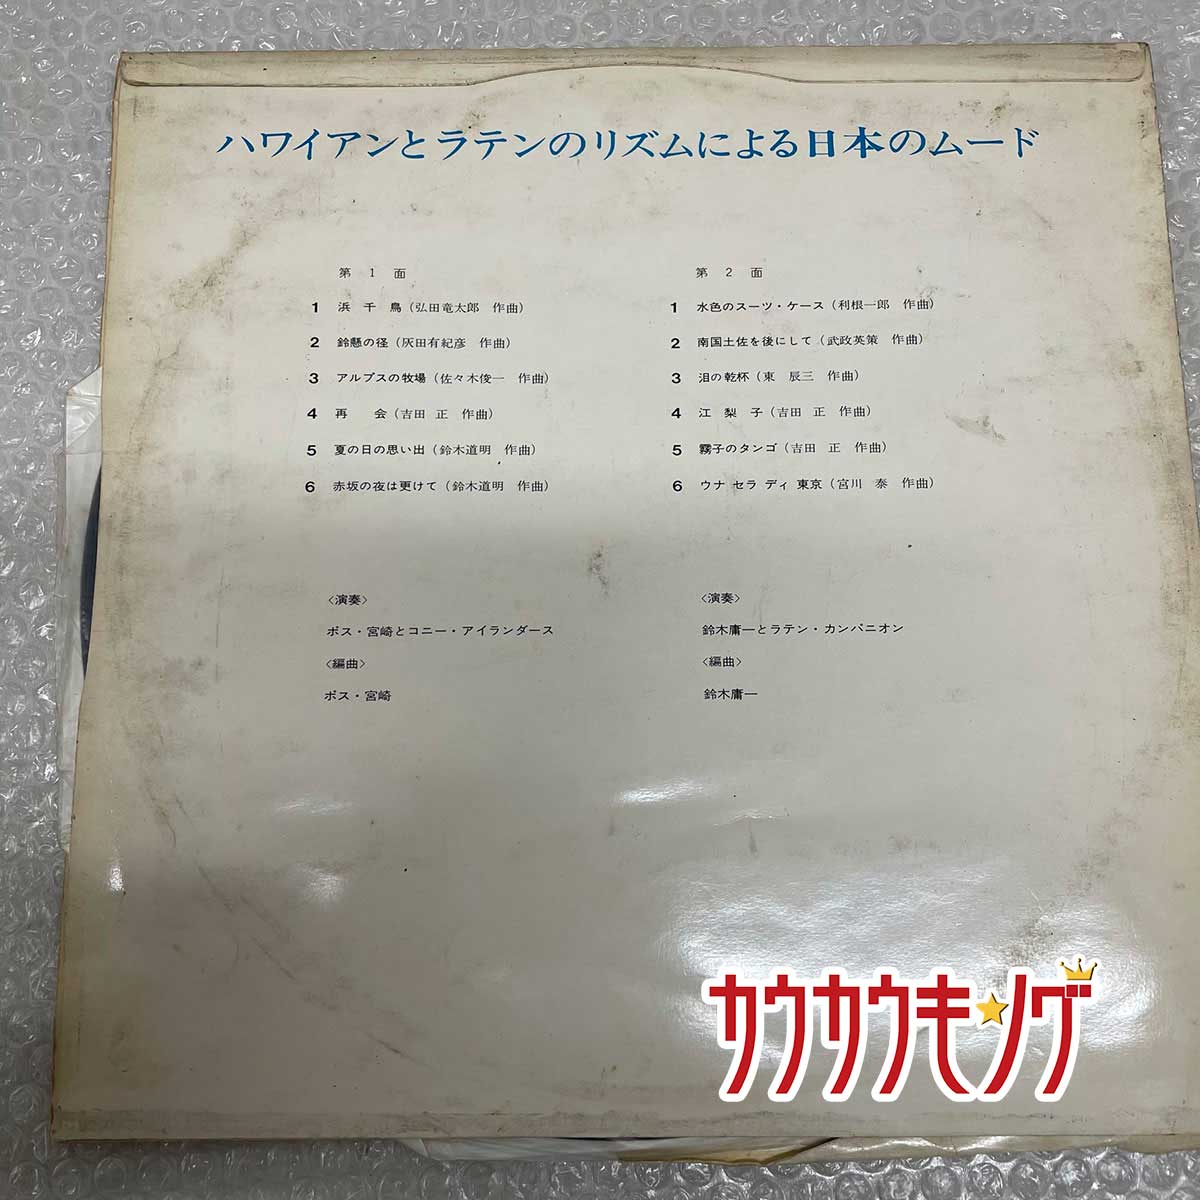 ハワイアンとラテンのリズムによる日本のムード
第 1 面
1 浜 千 鳥(弘田竜太郎 作曲)
2 鈴懸の径(灰田有紀彦 作曲)
3 アルプスの牧場(佐々木俊一 作曲)
4 再 会(吉田 正 作曲)
5 夏の日の思い出(鈴木道明 作曲)
6 赤坂の夜は更けて(鈴木道明 作曲)
〈演奏〉
ポス・宮崎とコニー・アイランダース
〈編曲〉
ポス・宮崎
第 2 面
1 水色のスーツ・ケース(利根一郎 作曲)
2 南国土佐を後にして(武政英策 作曲)
3 泪の乾杯(東 辰三 作曲)
4 江 梨 子(吉田 正 作曲)
5 霧子のタンゴ(吉田 正 作曲)
6 ウナ セラ ディ 東京(宮川 泰 作曲)
〈演奏〉
鈴木庸一とラテン・カンパニオン
〈編曲〉
鈴木庸一
カウカウキング